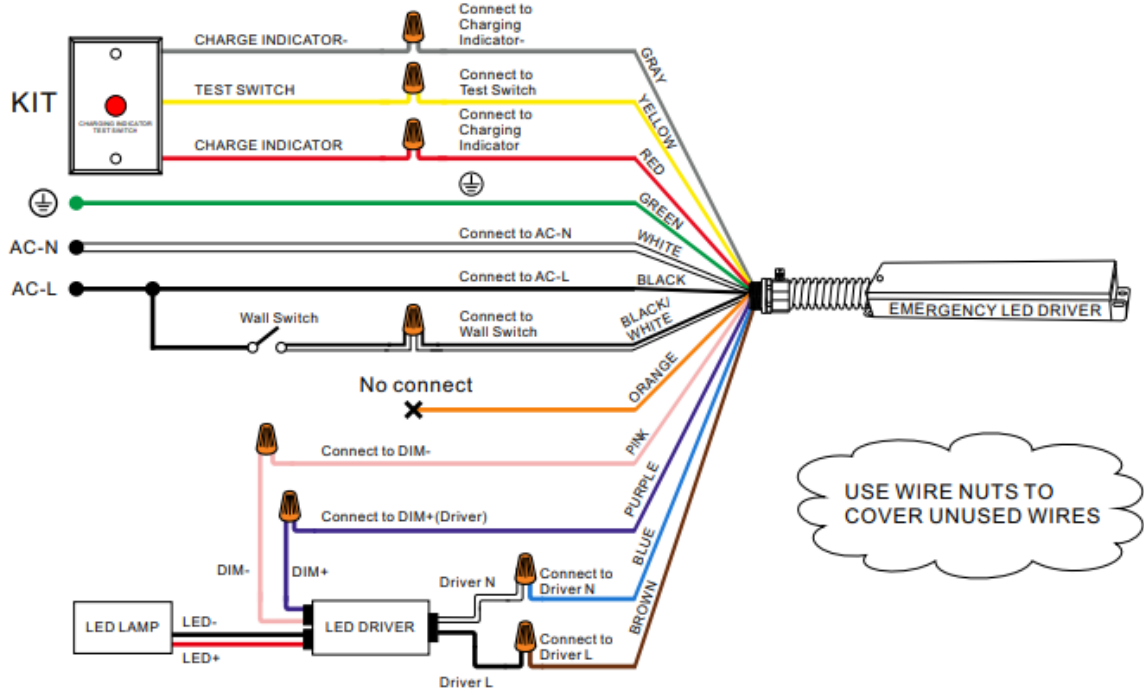 KIT
CHARGING INDICATOR
TEST SWITCH
CHARGE INDICATOR-
Connect to
Charging
Indicator-
GRAY
TEST SWITCH
Connect to
Test Switch
YELLOW
CHARGE INDICATOR
Connect to
Charging
Indicator
RED
GREEN
AC-N
Connect to AC-N
WHITE
AC-L
Connect to AC-L
BLACK
Wall Switch
Connect to
Wall Switch
BLACK/
WHITE
EMERGENCY LED DRIVER
No connect
ORANGE
Connect to DIM-
PINK
Connect to DIM+(Driver)
PURPLE
USE WIRE NUTS TO
COVER UNUSED WIRES
DIM-
DIM+
Driver N
Connect to
Driver N
BLUE
LED LAMP
LED-
LED+
LED DRIVER
Connect to
Driver L
BROWN
Driver L